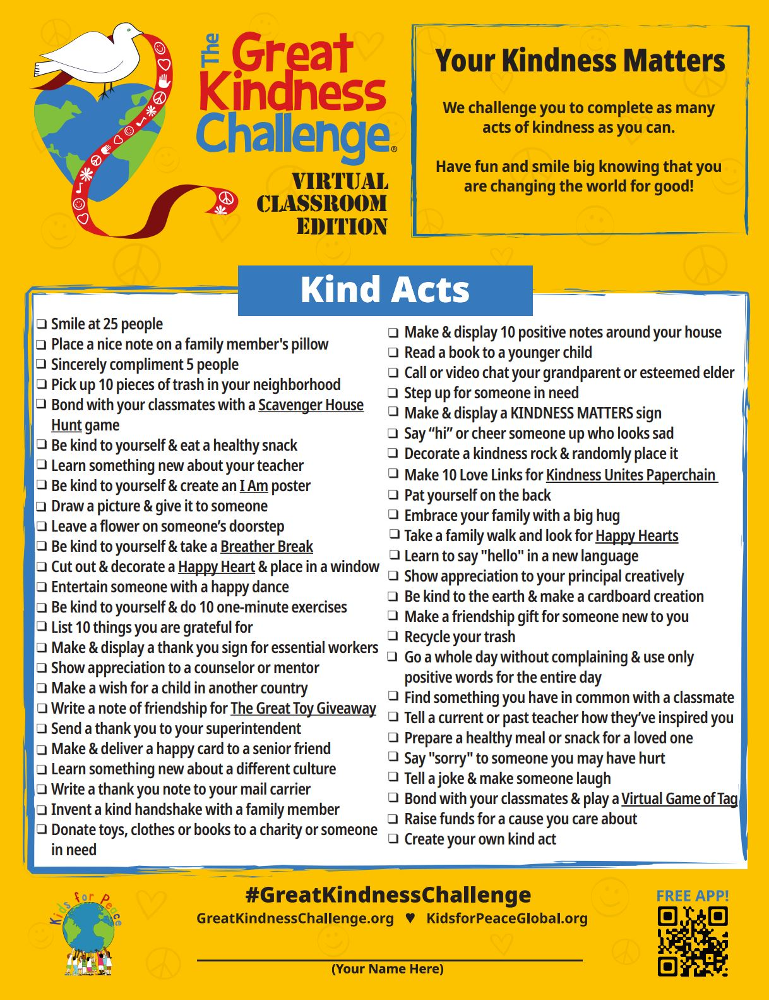 The
Great
Kindness
Challenge®
VIRTUAL
CLASSROOM
EDITION
Your Kindness Matters
We challenge you to complete as many
acts of kindness as you can.
Have fun and smile big knowing that you
are changing the world for good!
Kind Acts
❏ Smile at 25 people
❏ Place a nice note on a family member's pillow
❏ Sincerely compliment 5 people
❏ Pick up 10 pieces of trash in your neighborhood
❏ Bond with your classmates with a Scavenger House
Hunt game
❏ Be kind to yourself & eat a healthy snack
❏ Learn something new about your teacher
❏ Be kind to yourself & create an I Am poster
❏ Draw a picture & give it to someone
❏ Leave a flower on someone’s doorstep
❏ Be kind to yourself & take a Breather Break
❏ Cut out & decorate a Happy Heart & place in a window
❏ Entertain someone with a happy dance
❏ Be kind to yourself & do 10 one-minute exercises
❏ List 10 things you are grateful for
❏ Make & display a thank you sign for essential workers
❏ Show appreciation to a counselor or mentor
❏ Make a wish for a child in another country
❏ Write a note of friendship for The Great Toy Giveaway
❏ Send a thank you to your superintendent
❏ Make & deliver a happy card to a senior friend
❏ Learn something new about a different culture
❏ Write a thank you note to your mail carrier
❏ Invent a kind handshake with a family member
❏ Donate toys, clothes or books to a charity or someone
in need
❏ Make & display 10 positive notes around your house
❏ Read a book to a younger child
❏ Call or video chat your grandparent or esteemed elder
❏ Step up for someone in need
❏ Make & display a KINDNESS MATTERS sign
❏ Say “hi” or cheer someone up who looks sad
❏ Decorate a kindness rock & randomly place it
❏ Make 10 Love Links for Kindness Unites Paperchain
❏ Pat yourself on the back
❏ Embrace your family with a big hug
❏ Take a family walk and look for Happy Hearts
❏ Learn to say "hello" in a new language
❏ Show appreciation to your principal creatively
❏ Be kind to the earth & make a cardboard creation
❏ Make a friendship gift for someone new to you
❏ Recycle your trash
❏ Go a whole day without complaining & use only
positive words for the entire day
❏ Find something you have in common with a classmate
❏ Tell a current or past teacher how they’ve inspired you
❏ Prepare a healthy meal or snack for a loved one
❏ Say "sorry" to someone you may have hurt
❏ Tell a joke & make someone laugh
❏ Bond with your classmates & play a Virtual Game of Tag
❏ Raise funds for a cause you care about
❏ Create your own kind act
Kids for Peace
#GreatKindnessChallenge
GreatKindnessChallenge.org ♥ KidsforPeaceGlobal.org
(Your Name Here)
FREE APP!